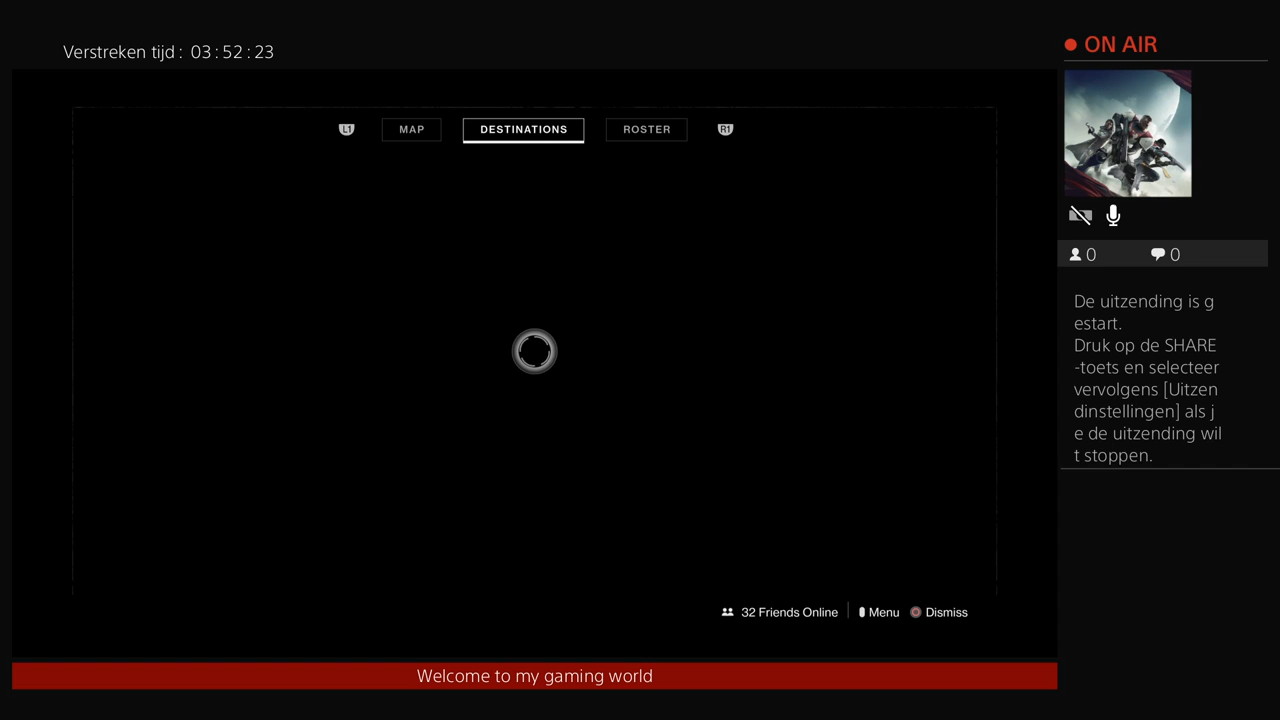 Verstreken tijd : 03 : 52 : 23
ON AIR
L1 MAP DESTINATIONS ROSTER R1
0 0
De uitzending is g
estart.
Druk op de SHARE
-toets en selecteer
vervolgens [Uitzen
dinstellingen] als j
e de uitzending wil
t stoppen.
32 Friends Online Menu Dismiss
Welcome to my gaming world